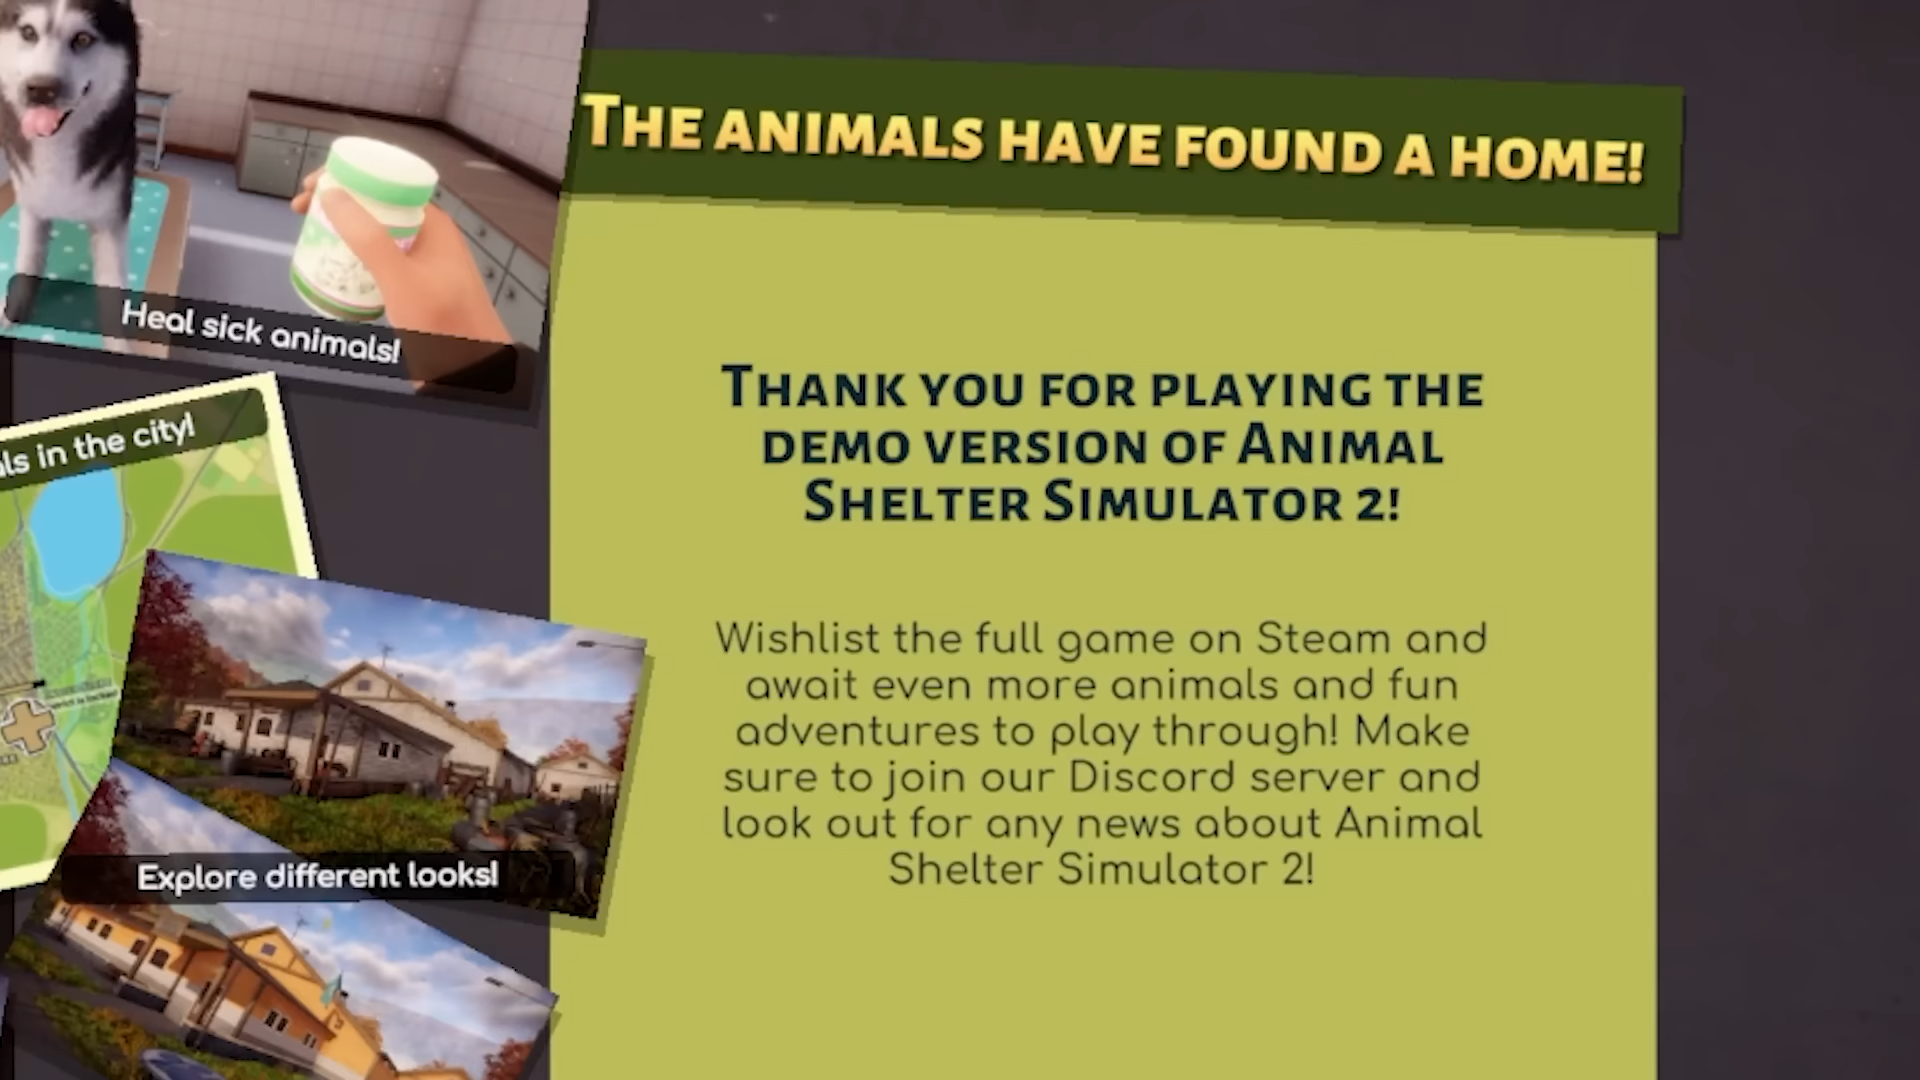 THE ANIMALS HAVE FOUND A HOME!
Heal sick animals!
in the city!
Explore different looks!
THANK YOU FOR PLAYING THE
DEMO VERSION OF ANIMAL
SHELTER SIMULATOR 2!
Wishlist the full game on Steam and
await even more animals and fun
adventures to play through! Make
sure to join our Discord server and
look out for any news about Animal
Shelter Simulator 2!